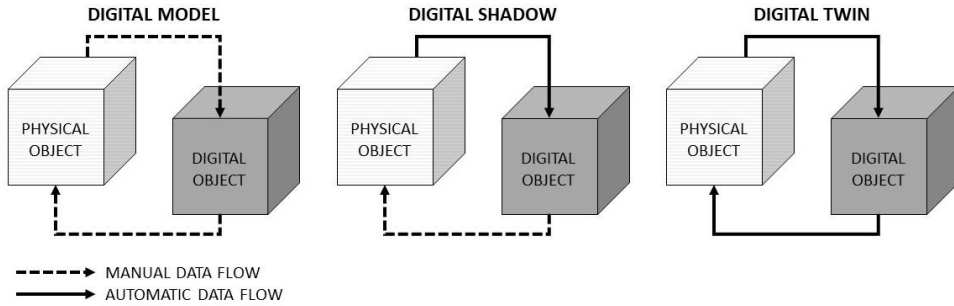 DIGITAL MODEL
PHYSICAL
OBJECT
DIGITAL
OBJECT
DIGITAL SHADOW
PHYSICAL
OBJECT
DIGITAL
OBJECT
DIGITAL TWIN
PHYSICAL
OBJECT
DIGITAL
OBJECT
MANUAL DATA FLOW
AUTOMATIC DATA FLOW